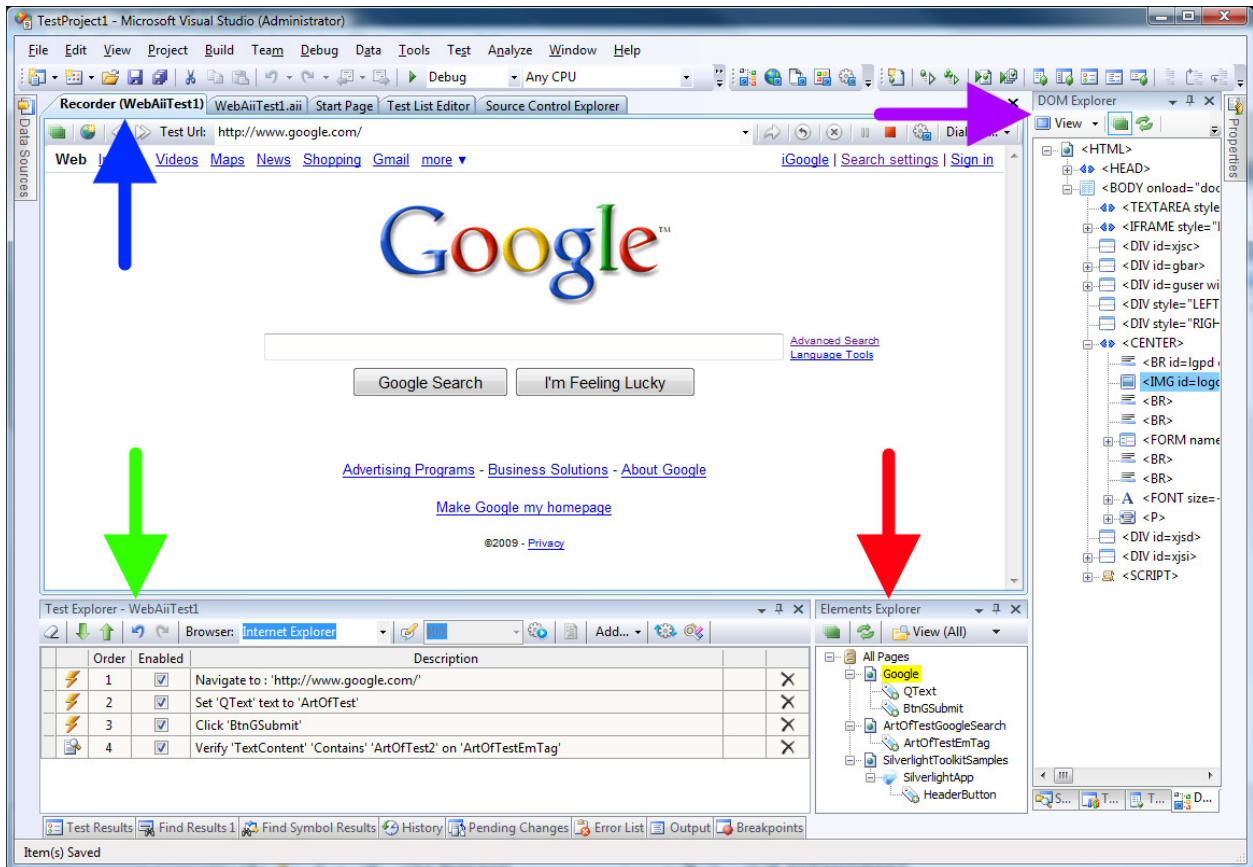 TestProject1 - Microsoft Visual Studio (Administrator)
File Edit View Project Build Team Debug Data Tools Test Analyze Window Help
Debug Any CPU
Recorder (WebAiiTest1) WebAiiTest1.aii Start Page Test List Editor Source Control Explorer
Data Sources
Test Url: http://www.google.com/
Web Videos Maps News Shopping Gmail more ▼ iGoogle | Search settings | Sign in
Google™
Advanced Search
Language Tools
Google Search I'm Feeling Lucky
Advertising Programs - Business Solutions - About Google
Make Google my homepage
©2009 - Privacy
DOM Explorer
View
Properties
<HTML>
<HEAD>
<BODY onload="doc
<TEXTAREA style
<IFRAME style="
<DIV id=xjsc>
<DIV id=gbar>
<DIV id=guser wi
<DIV style="LEFT
<DIV style="RIGH
<CENTER>
<BR id=lgpd
<IMG id=logo
<BR>
<BR>
<FORM name
<BR>
<BR>
<FONT size=-
<P>
<DIV id=xjsd>
<DIV id=xjsi>
<SCRIPT>
S... T... T... D...
Test Explorer - WebAiiTest1
Browser: Internet Explorer Add...
Order Enabled Description
1 Navigate to : 'http://www.google.com/'
2 Set 'QText' text to 'ArtOfTest'
3 Click 'BtnGSubmit'
4 Verify 'TextContent' 'Contains' 'ArtOfTest2' on 'ArtOfTestEmTag'
Elements Explorer
View (All)
All Pages
Google
QText
BtnGSubmit
ArtOfTestGoogleSearch
ArtOfTestEmTag
SilverlightToolkitSamples
SilverlightApp
HeaderButton
Test Results Find Results 1 Find Symbol Results History Pending Changes Error List Output Breakpoints
Item(s) Saved